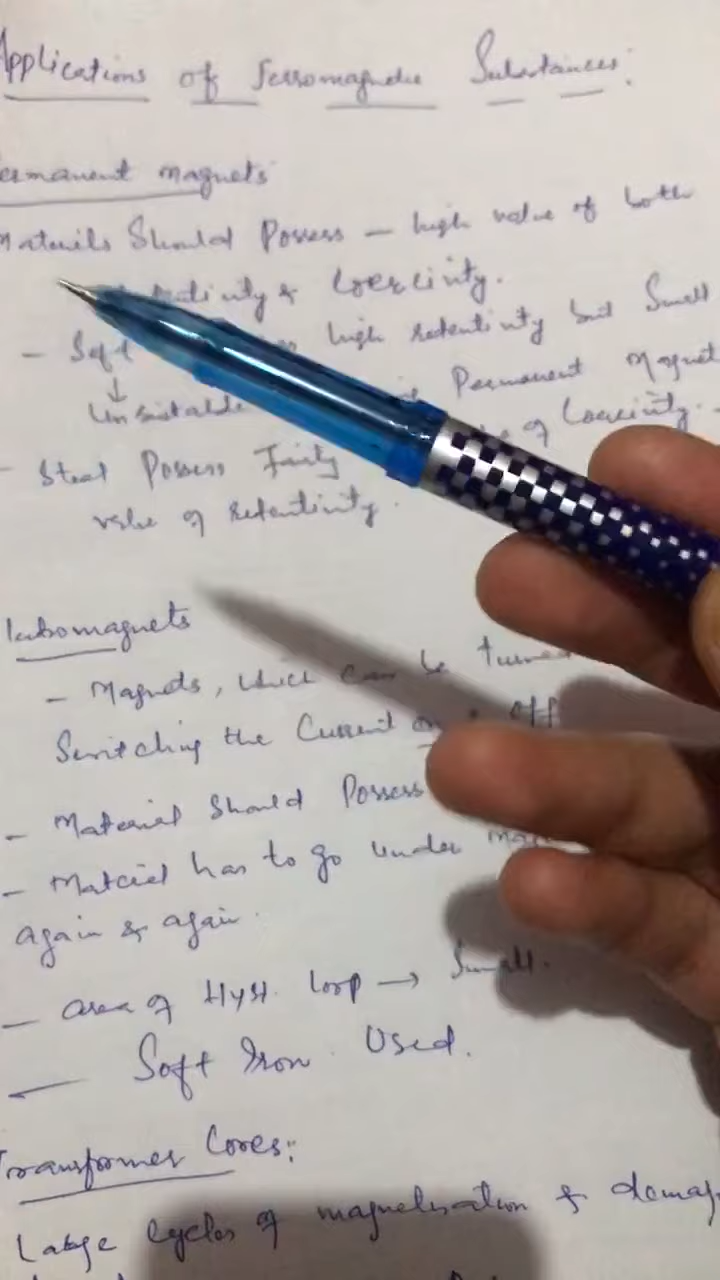 Applications of Ferromagnetic Substances:
Permanent Magnets
Materials Should Possess — high value of both
& Coercivity.
— Soft high retentivity but Small
↓
Unsuitable Permanent Magnet
— Steel Possess Fairly of Coercivity.
value of retentivity.
Magnets, which can be turned
Switching the Current on & Off
— Material Should Possess
— Material has to go under
again & again.
— area of Hyst. loop → Small.
— Soft Iron Used.
Transformer Cores:
Large cycles of magnetisation &